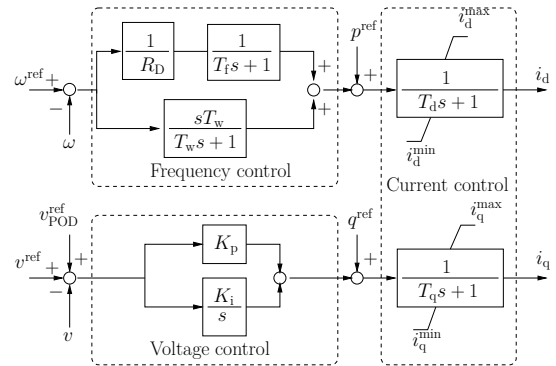 i_d^max
p^ref
1
R_D
1
T_f s + 1
ω^ref
+
−
ω
+
+
+
1
T_d s + 1
i_d
sT_w
T_w s + 1
i_d^min
Frequency control
Current control
v_POD^ref
q^ref
i_q^max
v^ref
+
+
−
v
K_p
K_i
s
+
1
T_q s + 1
i_q
i_q^min
Voltage control